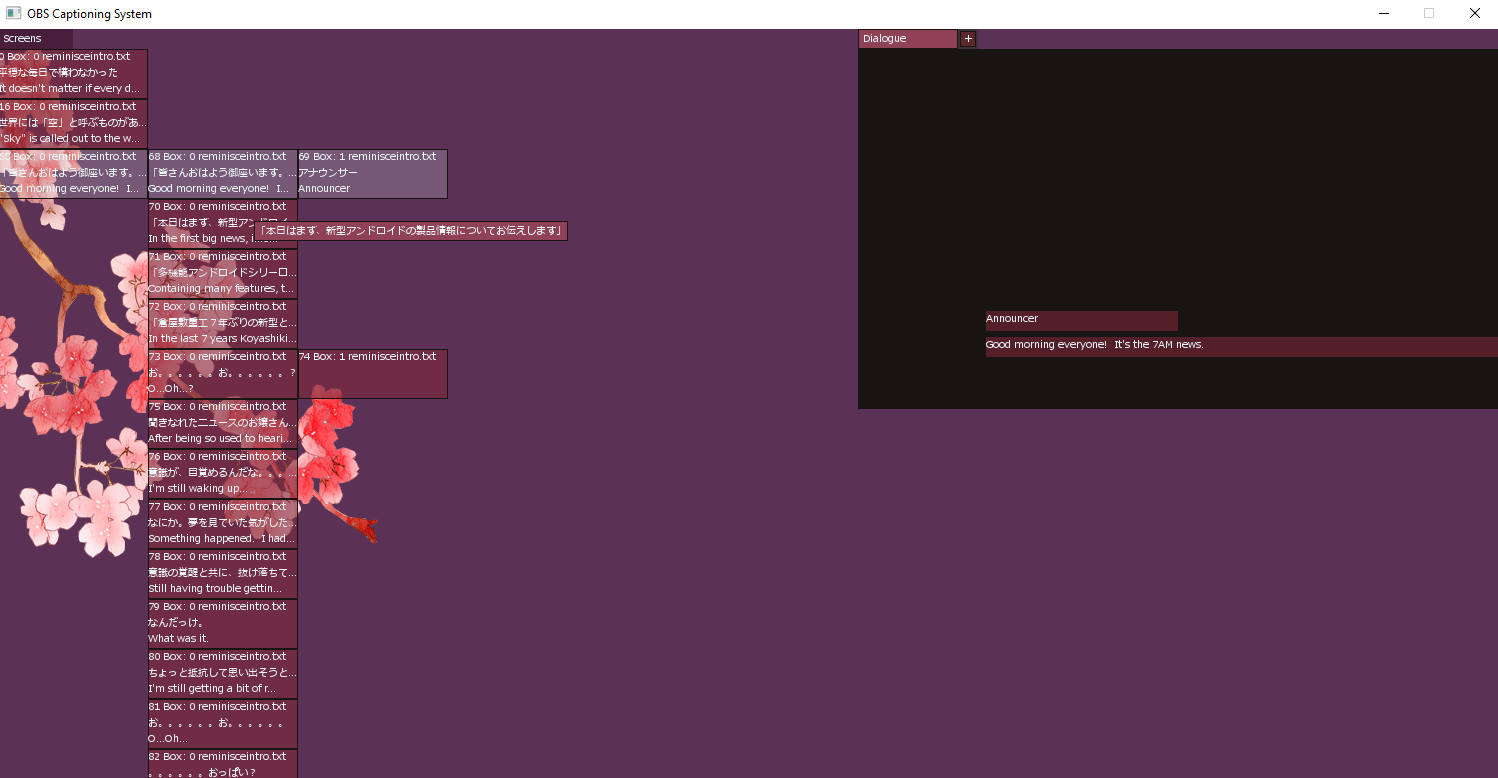 OBS Captioning System
Screens
Dialogue
+
0 Box: 0 reminisceintro.txt
平穏な毎日で構わなかった
It doesn't matter if every d...
16 Box: 0 reminisceintro.txt
世界には「空」と呼ぶものがあ...
"Sky" is called out to the w...
Box: 0 reminisceintro.txt
「皆さんおはよう御座います。...
Good morning everyone! I...
68 Box: 0 reminisceintro.txt
「皆さんおはよう御座います。...
Good morning everyone! I...
69 Box: 1 reminisceintro.txt
アナウンサー
Announcer
70 Box: 0 reminisceintro.txt
「本日はまず、新型アンドロイ
In the first big news,
「本日はまず、新型アンドロイドの製品情報についてお伝えします」
71 Box: 0 reminisceintro.txt
「多機能アンドロイドシリーロ...
Containing many features, t...
72 Box: 0 reminisceintro.txt
「倉屋敷重工７年ぶりの新型と...
In the last 7 years Koyashiki...
73 Box: 0 reminisceintro.txt
お。。。。。。お。。。。。。？
O...Oh...?
74 Box: 1 reminisceintro.txt
75 Box: 0 reminisceintro.txt
聞きなれた二ュースのお嬢さん...
After being so used to heari...
76 Box: 0 reminisceintro.txt
意識が、目覚めるんだな。。。...
I'm still waking up...
77 Box: 0 reminisceintro.txt
なにか。夢を見ていた気がした...
Something happened. I had...
78 Box: 0 reminisceintro.txt
意識の覚醒と共に、抜け落ちて...
Still having trouble gettin...
79 Box: 0 reminisceintro.txt
なんだっけ。
What was it.
80 Box: 0 reminisceintro.txt
ちょっと抵抗して思い出そうと...
I'm still getting a bit of r...
81 Box: 0 reminisceintro.txt
お。。。。。。お。。。。。。
O...Oh...
82 Box: 0 reminisceintro.txt
。。。。。。おっぱい？
Announcer
Good morning everyone! It's the 7AM news.